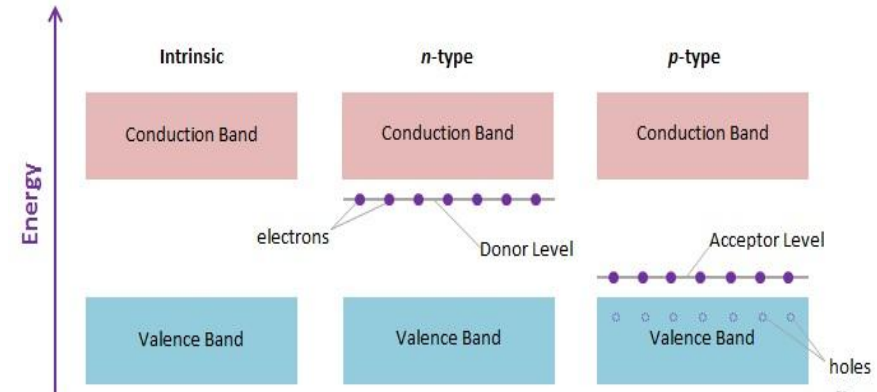 Energy
Intrinsic
n-type
p-type
Conduction Band
Conduction Band
Conduction Band
electrons
Donor Level
Acceptor Level
Valence Band
Valence Band
Valence Band
holes